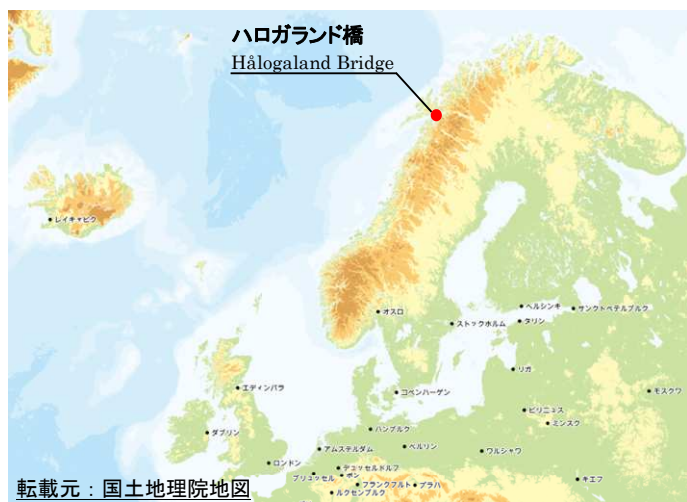 ハロガランド橋
Hålogaland Bridge
レイキャビク
オスロ
ヘルシンキ
サンクトペテルブルク
ストックホルム
タリン
リガ
エディンバラ
コペンハーゲン
モスクワ
ビリニュス
ミンスク
ダブリン
ハンブルク
アムステルダム
ベルリン
ワルシャワ
ロンドン
デュッセルドルフ
ブリュッセル
ボン
フランクフルト
プラハ
キエフ
ルクセンブルク
転載元：国土地理院地図